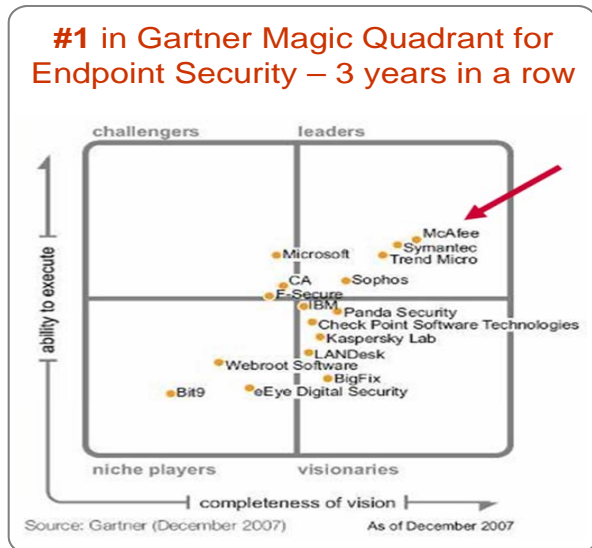 #1 in Gartner Magic Quadrant for
Endpoint Security – 3 years in a row
challengers
leaders
McAfee
Symantec
Microsoft
Trend Micro
CA
Sophos
F-Secure
IBM
Panda Security
Check Point Software Technologies
Kaspersky Lab
LANDesk
Webroot Software
BigFix
Bit9
eEye Digital Security
ability to execute
niche players
visionaries
completeness of vision
Source: Gartner (December 2007)
As of December 2007